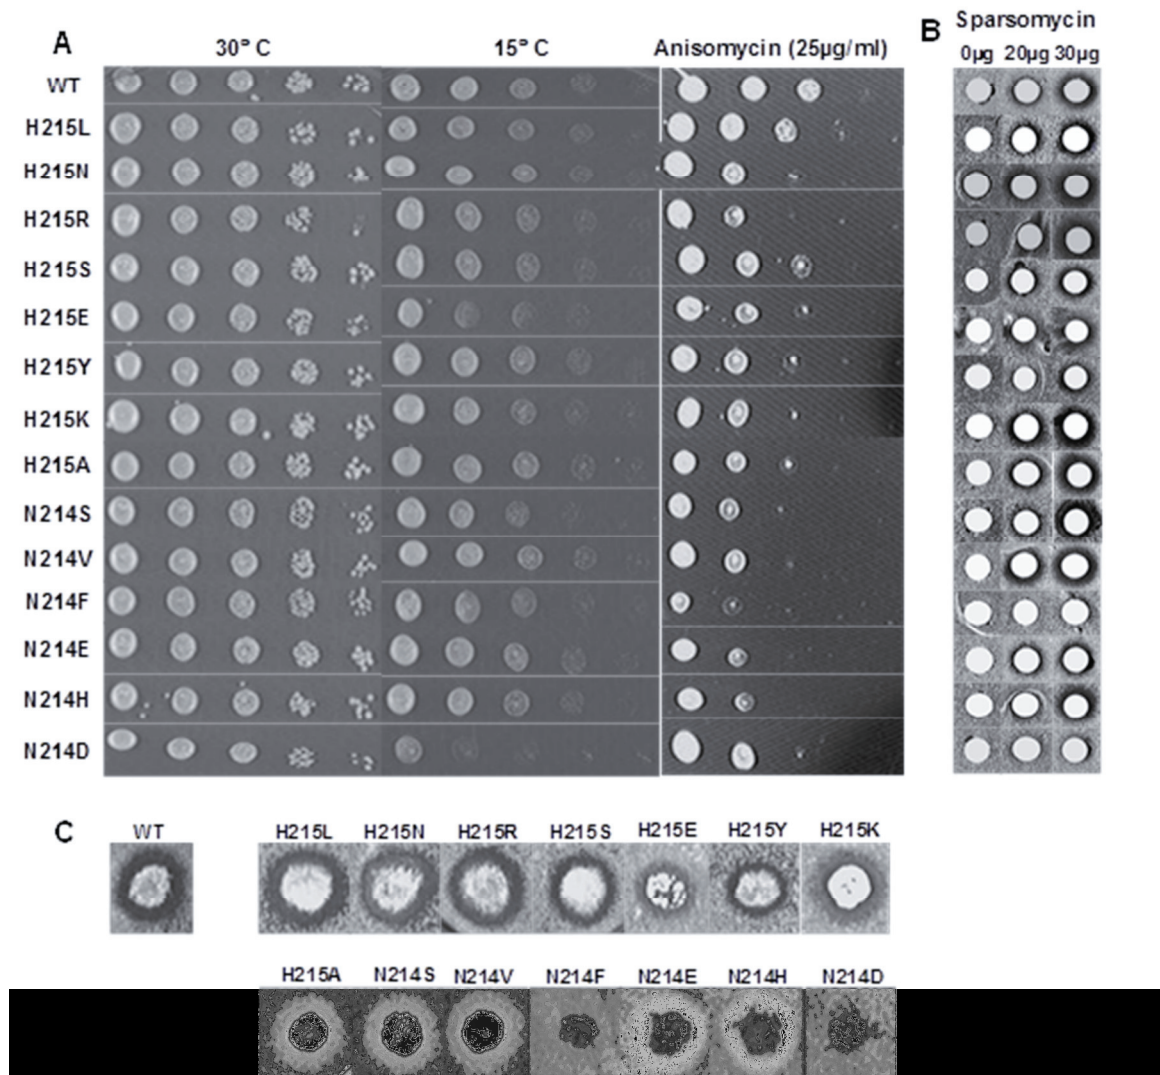 A
30° C
15° C
Anisomycin (25µg/ml)
B
Sparsomycin
0µg 20µg 30µg
WT
H215L
H215N
H215R
H215S
H215E
H215Y
H215K
H215A
N214S
N214V
N214F
N214E
N214H
N214D
C
WT
H215L H215N H215R H215S H215E H215Y H215K
H215A N214S N214V N214F N214E N214H N214D